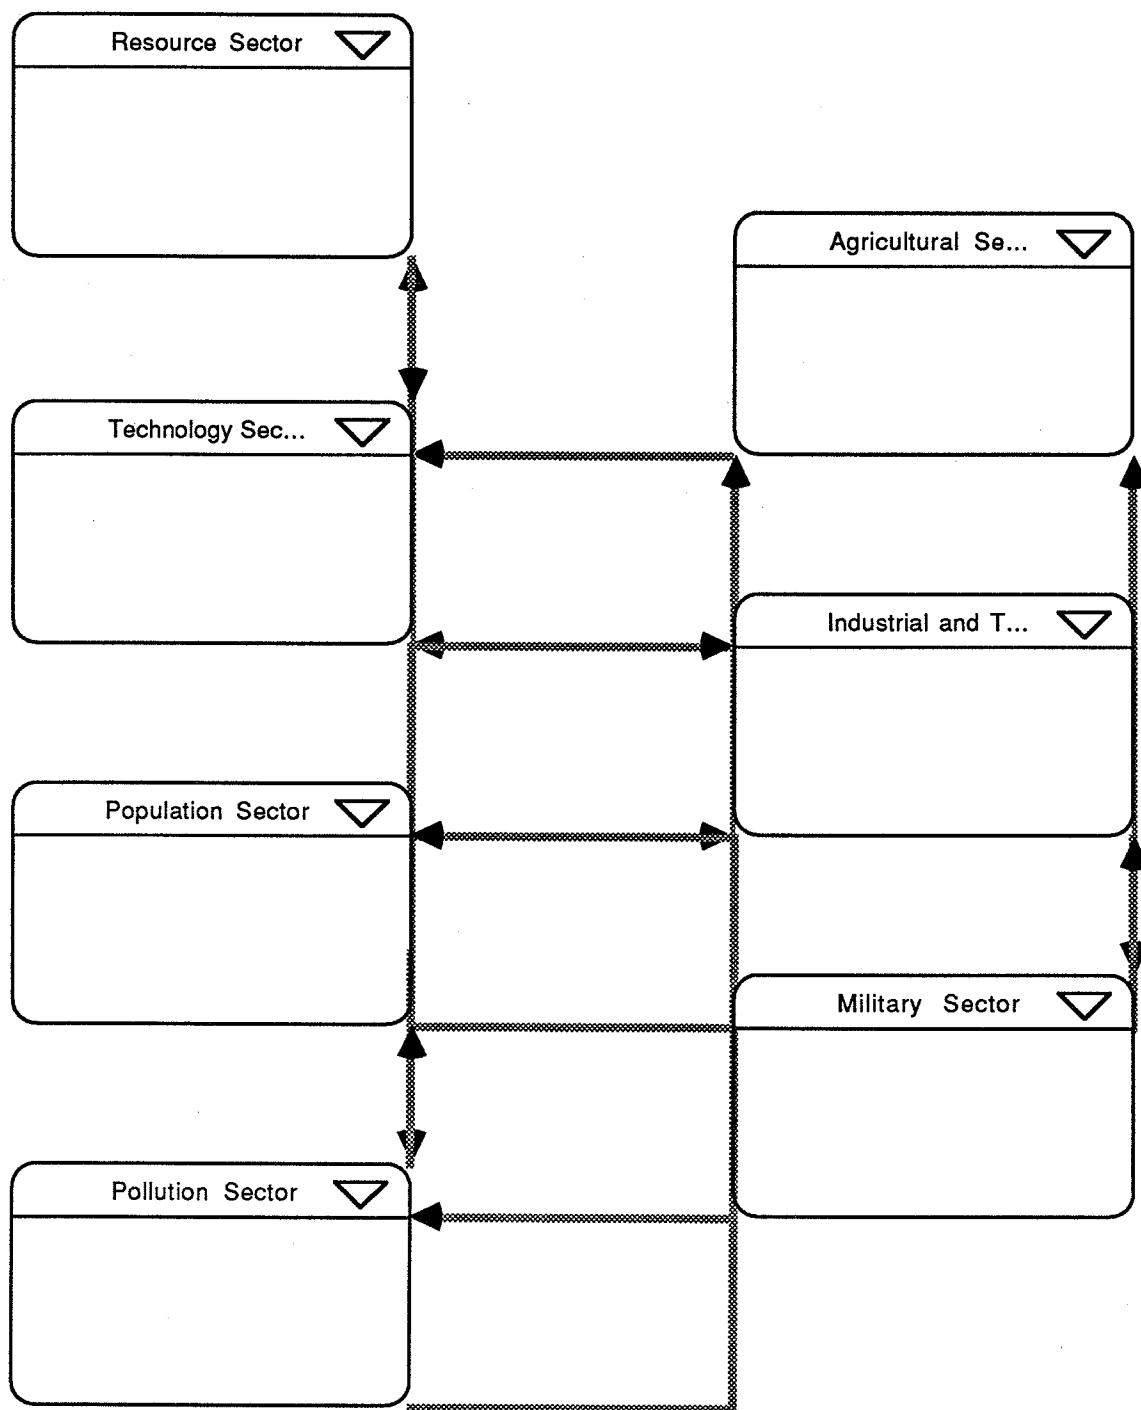 Resource Sector
Agricultural Se...
Technology Sec...
Industrial and T...
Population Sector
Military Sector
Pollution Sector